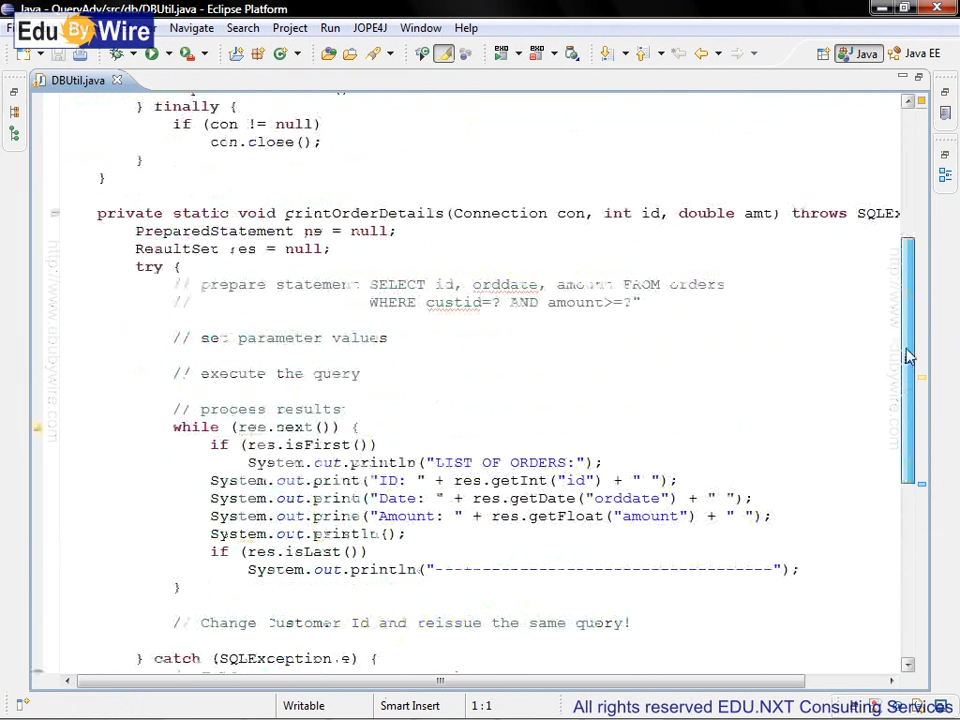 Java - QueryAdv/src/db/DBUtil.java - Eclipse Platform
Edu By Wire
Navigate Search Project Run JOPE4J Window Help
Java Java EE
DBUtil.java
} finally {
if (con != null)
con.close();
}
}
private static void printOrderDetails(Connection con, int id, double amt) throws SQLEx
PreparedStatement ps = null;
ResultSet res = null;
try {
// prepare statement SELECT id, orddate, amount FROM orders
// WHERE custid=? AND amount>=?"
// set parameter values
// execute the query
// process results
while (res.next()) {
if (res.isFirst())
System.out.println("LIST OF ORDERS:");
System.out.print("ID: " + res.getInt("id") + " ");
System.out.print("Date: " + res.getDate("orddate") + " ");
System.out.print("Amount: " + res.getFloat("amount") + " ");
System.out.println();
if (res.isLast())
System.out.println("------------------------------------");
}
// Change Customer Id and reissue the same query!
} catch (SQLException e) {
Writable Smart Insert 1 : 1
All rights reserved EDU.NXT Consulting Services